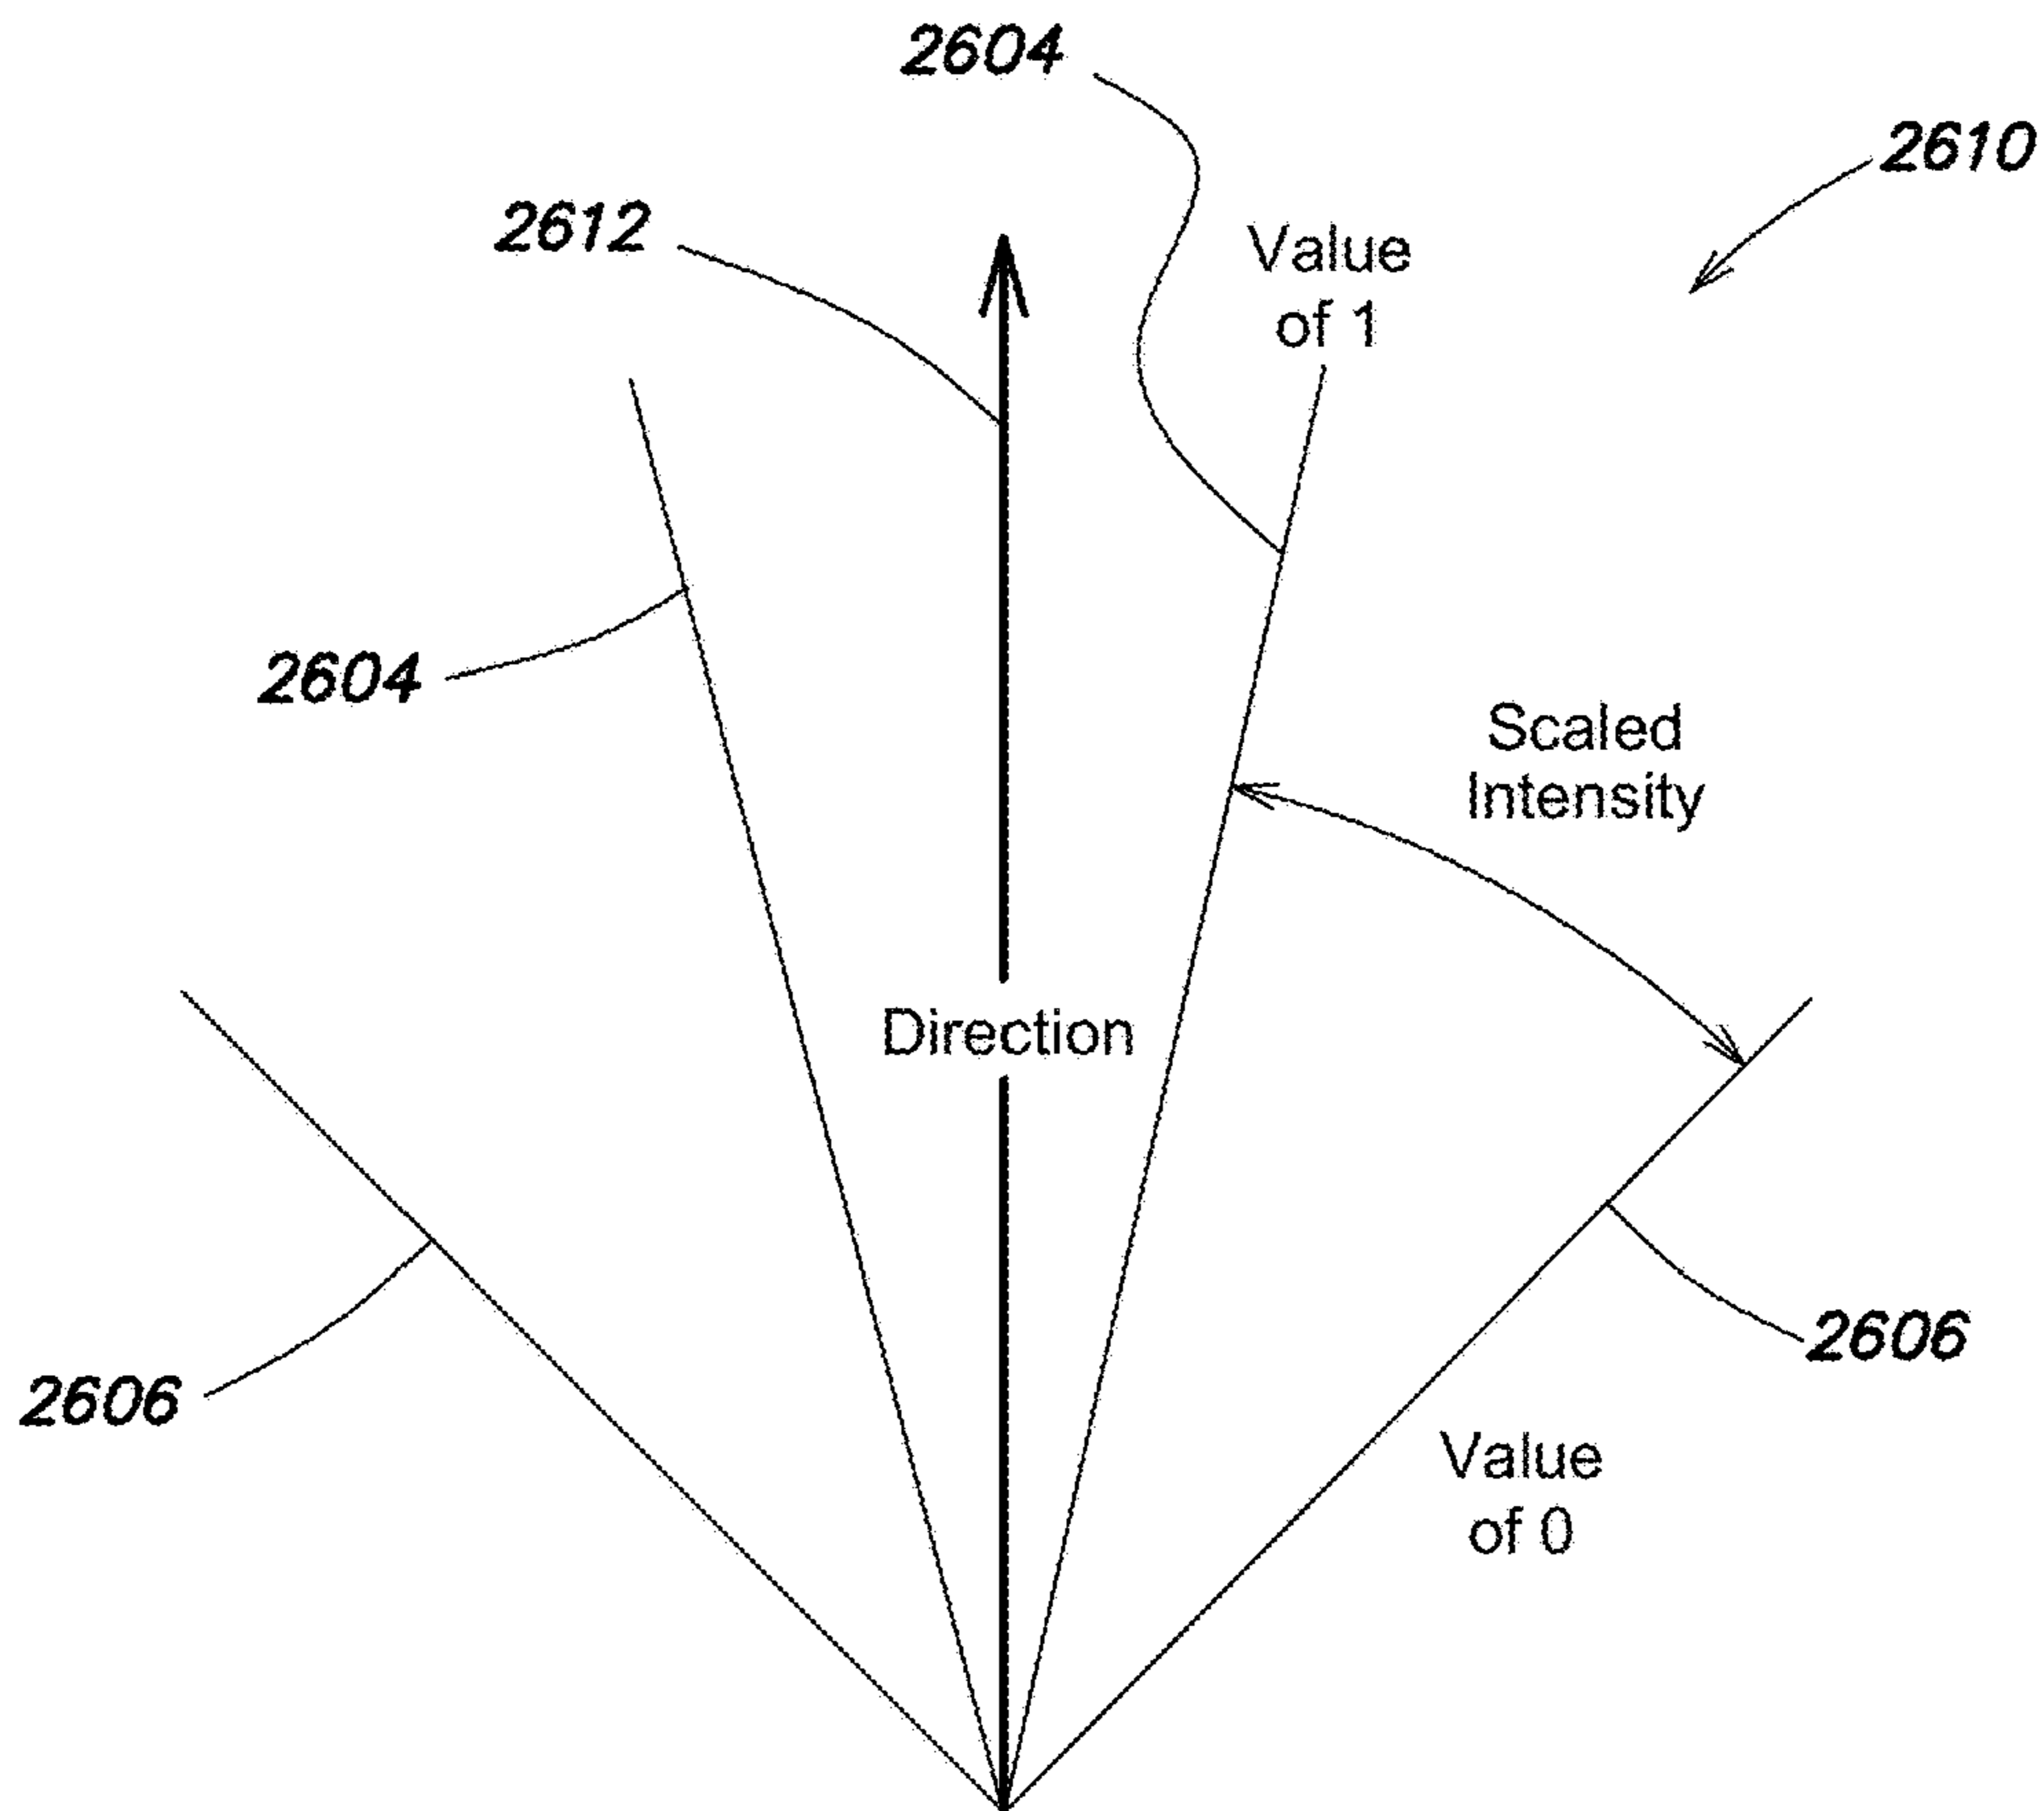 2604
2610
2612
Value
of 1
2604
Scaled
Intensity
Direction
2606
2606
Value
of 0